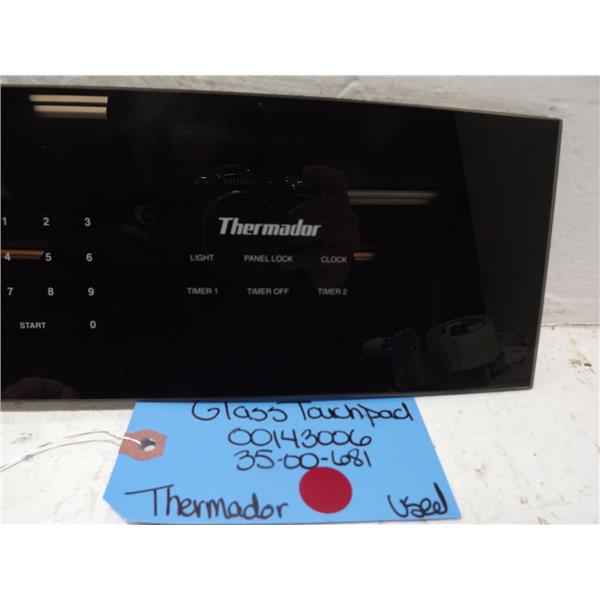 Thermador
1 2 3
LIGHT PANEL LOCK CLOCK
4 5 6
7 8 9
TIMER 1 TIMER OFF TIMER 2
START 0
Glass Touchpad
00143006
35-00-681
Thermador
Used